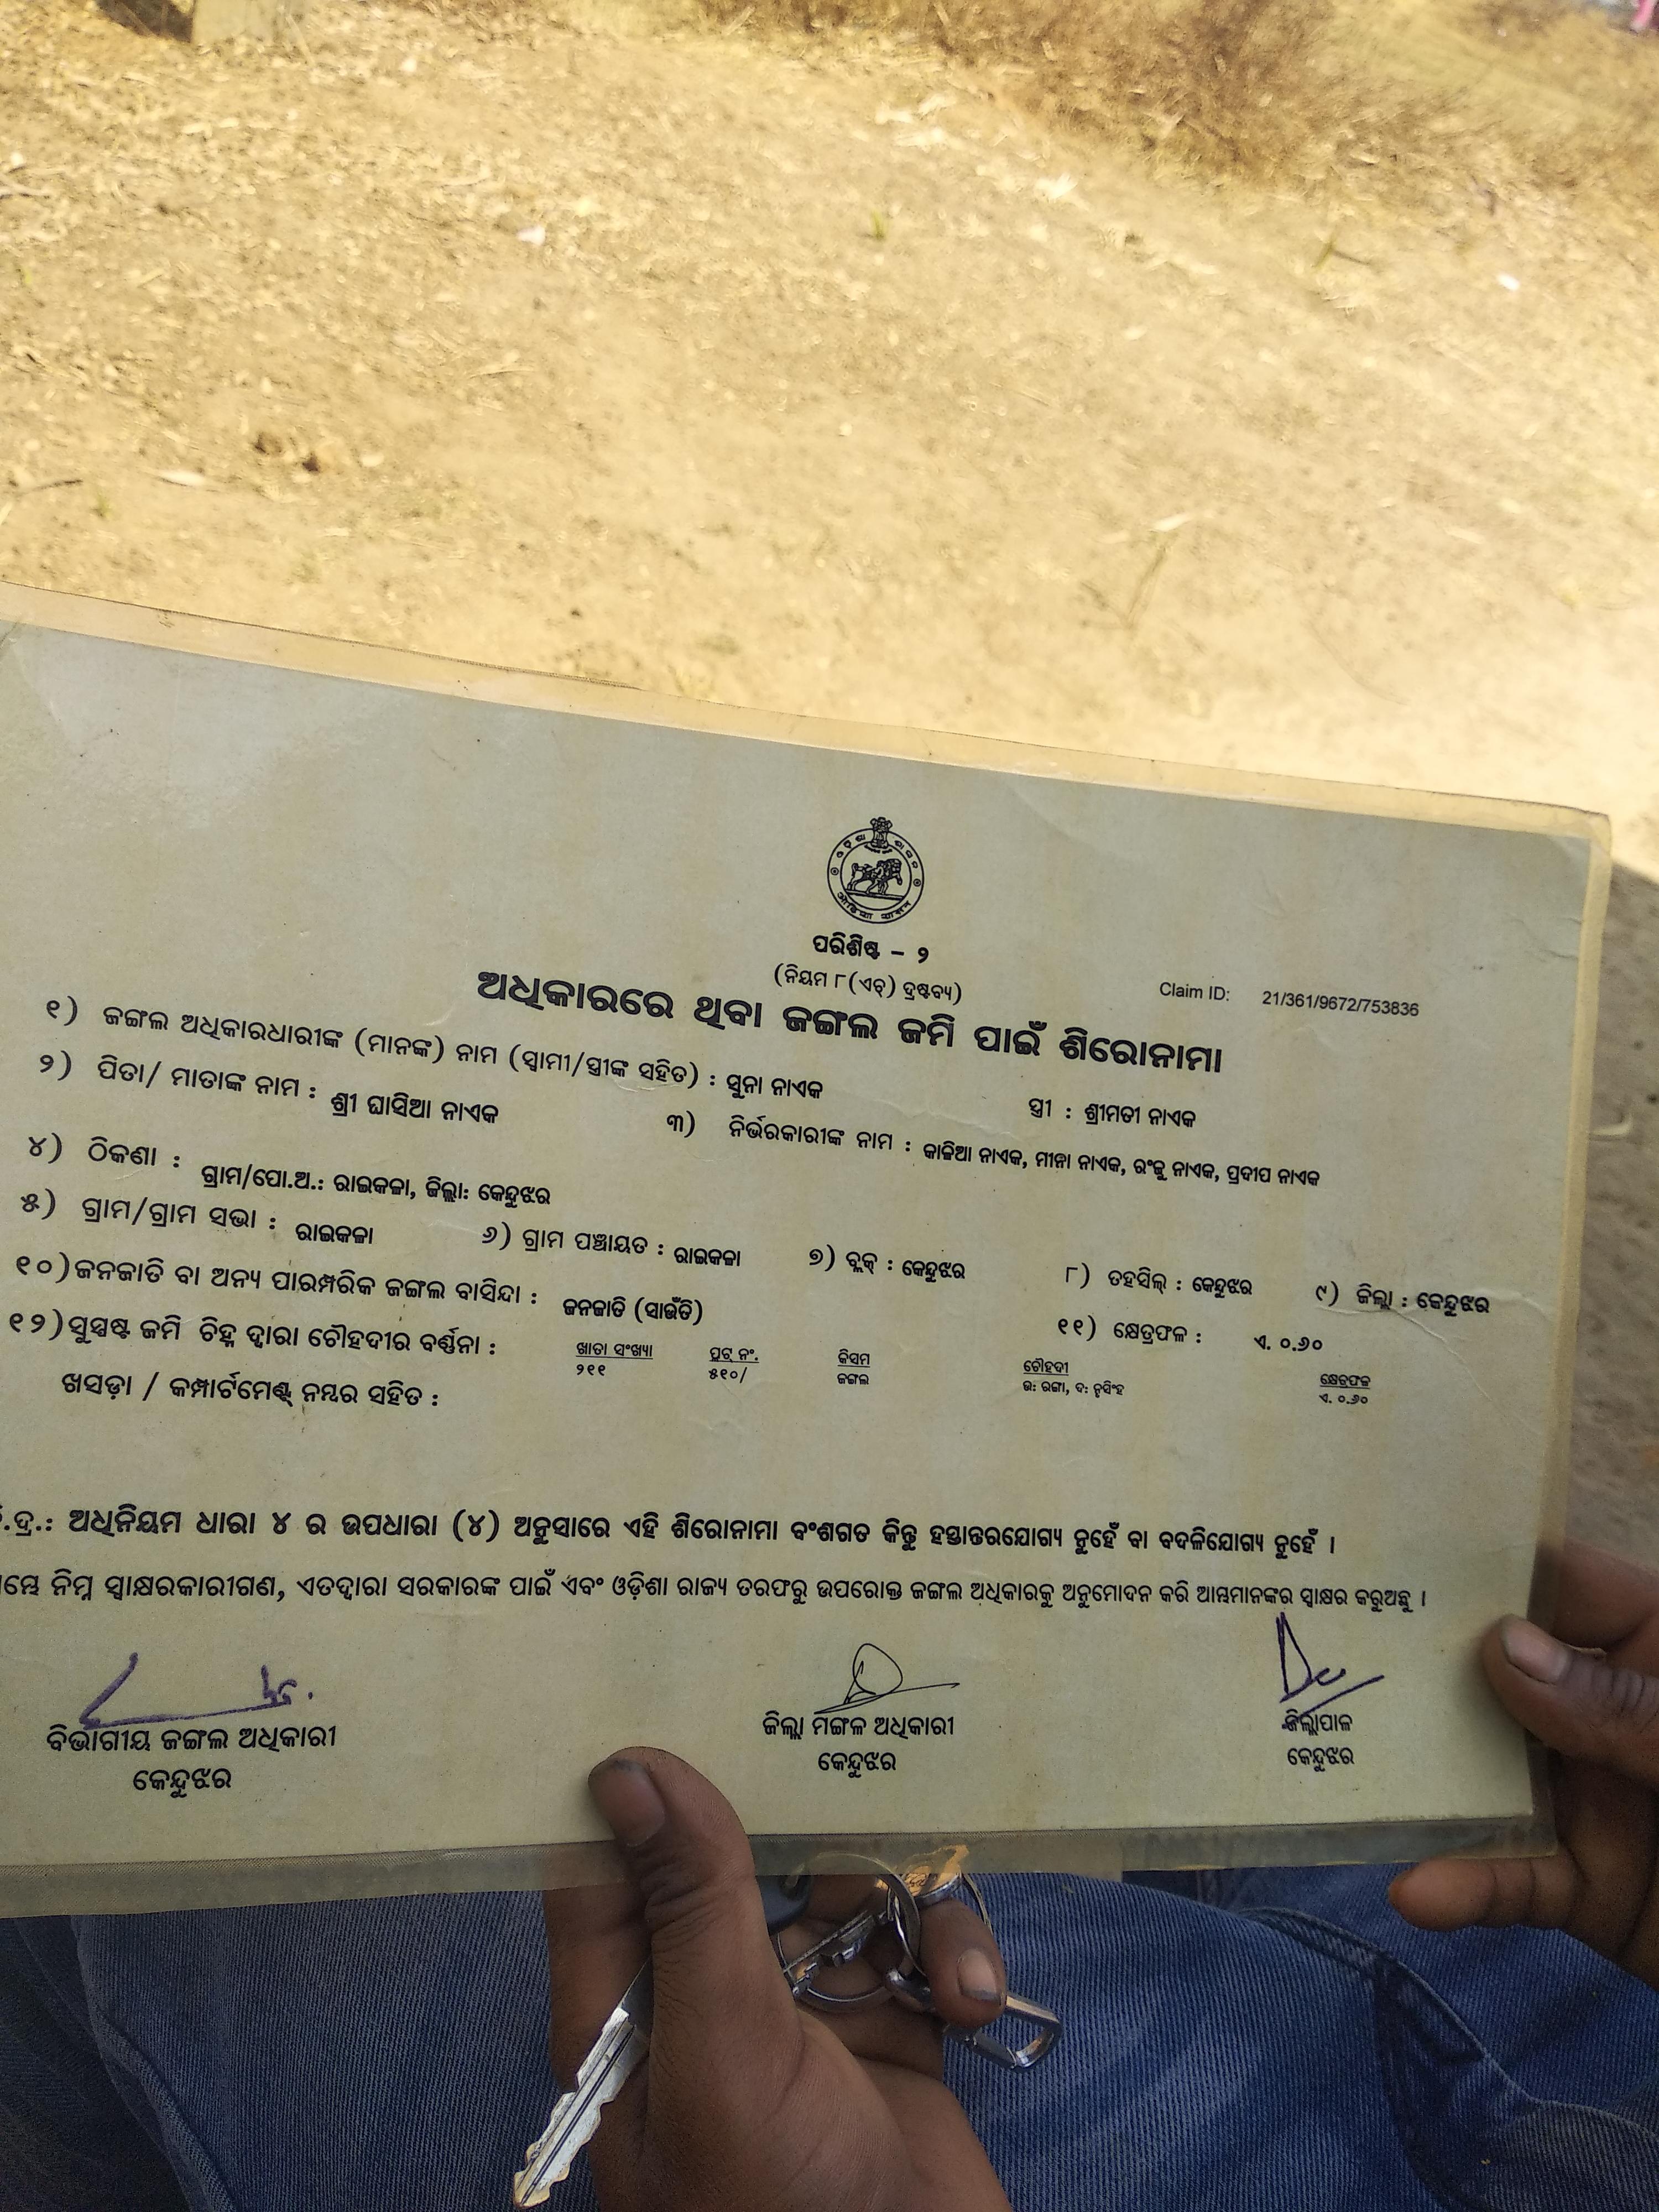 ପରିଶିଷ୍ଟ – ୨
(ନିୟମ ୮(ଏଚ୍) ଦ୍ରଷ୍ଟବ୍ୟ)
Claim ID: 21/361/9672/753836
ଅଧିକାରରେ ଥିବା ଜଙ୍ଗଲ ଜମି ପାଇଁ ଶିରୋନାମା
୧) ଜଙ୍ଗଲ ଅଧିକାରଧାରୀଙ୍କ (ମାନଙ୍କ) ନାମ (ସ୍ୱାମୀ/ସ୍ତ୍ରୀଙ୍କ ସହିତ) : ସୁନା ନାଏକ ସ୍ତ୍ରୀ : ଶ୍ରୀମତୀ ନାଏକ
୨) ପିତା/ ମାତାଙ୍କ ନାମ : ଶ୍ରୀ ଘାସିଆ ନାଏକ ୩) ନିର୍ଭରକାରୀଙ୍କ ନାମ : କାଳିଆ ନାଏକ, ମୀନା ନାଏକ, ରଂଜୁ ନାଏକ, ପ୍ରଦୀପ ନାଏକ
୪) ଠିକଣା : ଗ୍ରାମ/ପୋ.ଅ.: ରାଇକଳା, ଜିଲ୍ଲା: କେନ୍ଦୁଝର
୫) ଗ୍ରାମ/ଗ୍ରାମ ସଭା : ରାଇକଳା ୬) ଗ୍ରାମ ପଞ୍ଚାୟତ : ରାଇକଳା ୭) ବ୍ଲକ୍ : କେନ୍ଦୁଝର ୮) ତହସିଲ୍ : କେନ୍ଦୁଝର ୯) ଜିଲ୍ଲା : କେନ୍ଦୁଝର
୧୦) ଜନଜାତି ବା ଅନ୍ୟ ପାରମ୍ପରିକ ଜଙ୍ଗଲ ବାସିନ୍ଦା : ଜନଜାତି (ସାଉଁତି) ୧୧) କ୍ଷେତ୍ରଫଳ : ଏ. ୦.୬୦
୧୨) ସୁସ୍ପଷ୍ଟ ଜମି ଚିହ୍ନ ଦ୍ୱାରା ଚୌହଦୀର ବର୍ଣ୍ଣନା : ଖାତା ସଂଖ୍ୟା ପ୍ଲଟ୍ ନଂ. କିସମ ଚୌହଦୀ କ୍ଷେତ୍ରଫଳ
ଖସଡ଼ା / କମ୍ପାର୍ଟମେଣ୍ଟ ନମ୍ବର ସହିତ : ୨୧୧ ୫୧୦/ ଜଙ୍ଗଲ ଉ: ରଙ୍ଗା, ଦ: ନୃସିଂହ ଏ. ୦.୬୦
ଦ୍ର.: ଅଧିନିୟମ ଧାରା ୪ ର ଉପଧାରା (୪) ଅନୁସାରେ ଏହି ଶିରୋନାମା ବଂଶଗତ କିନ୍ତୁ ହସ୍ତାନ୍ତରଯୋଗ୍ୟ ନୁହେଁ ବା ବଦଳିଯୋଗ୍ୟ ନୁହେଁ ।
ନିମ୍ନ ସ୍ୱାକ୍ଷରକାରୀଗଣ, ଏତଦ୍ୱାରା ସରକାରଙ୍କ ପାଇଁ ଏବଂ ଓଡ଼ିଶା ରାଜ୍ୟ ତରଫରୁ ଉପରୋକ୍ତ ଜଙ୍ଗଲ ଅଧିକାରକୁ ଅନୁମୋଦନ କରି ଆମ୍ଭମାନଙ୍କର ସ୍ୱାକ୍ଷର କରୁଅଛୁ ।
ବିଭାଗୀୟ ଜଙ୍ଗଲ ଅଧିକାରୀ ଜିଲ୍ଲା ମଙ୍ଗଳ ଅଧିକାରୀ ଜିଲ୍ଲାପାଳ
କେନ୍ଦୁଝର କେନ୍ଦୁଝର କେନ୍ଦୁଝର